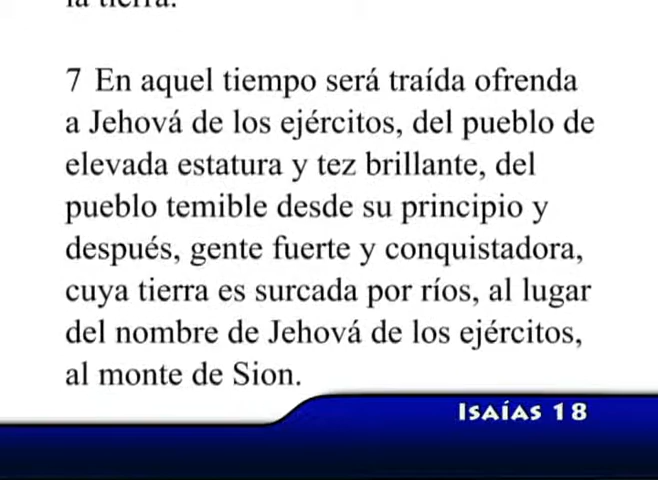 la tierra.
7 En aquel tiempo será traída ofrenda
a Jehová de los ejércitos, del pueblo de
elevada estatura y tez brillante, del
pueblo temible desde su principio y
después, gente fuerte y conquistadora,
cuya tierra es surcada por ríos, al lugar
del nombre de Jehová de los ejércitos,
al monte de Sion.
Isaías 18